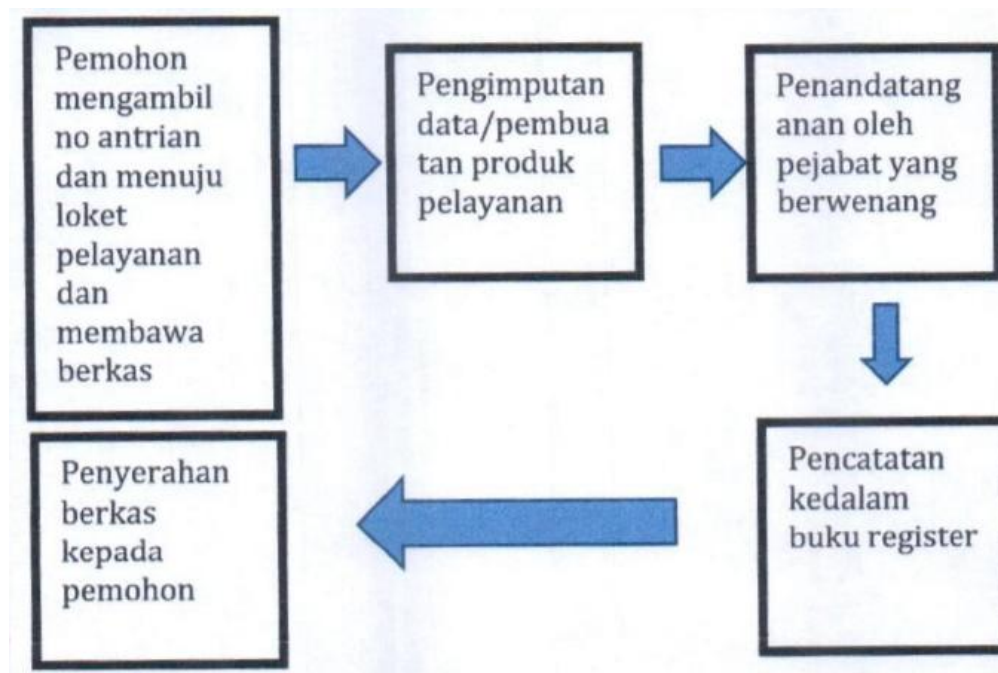 Pemohon
mengambil
no antrian
dan menuju
loket
pelayanan
dan
membawa
berkas
Pengimputan
data/pembua
tan produk
pelayanan
Penandatang
anan oleh
pejabat yang
berwenang
Pencatatan
kedalam
buku register
Penyerahan
berkas
kepada
pemohon